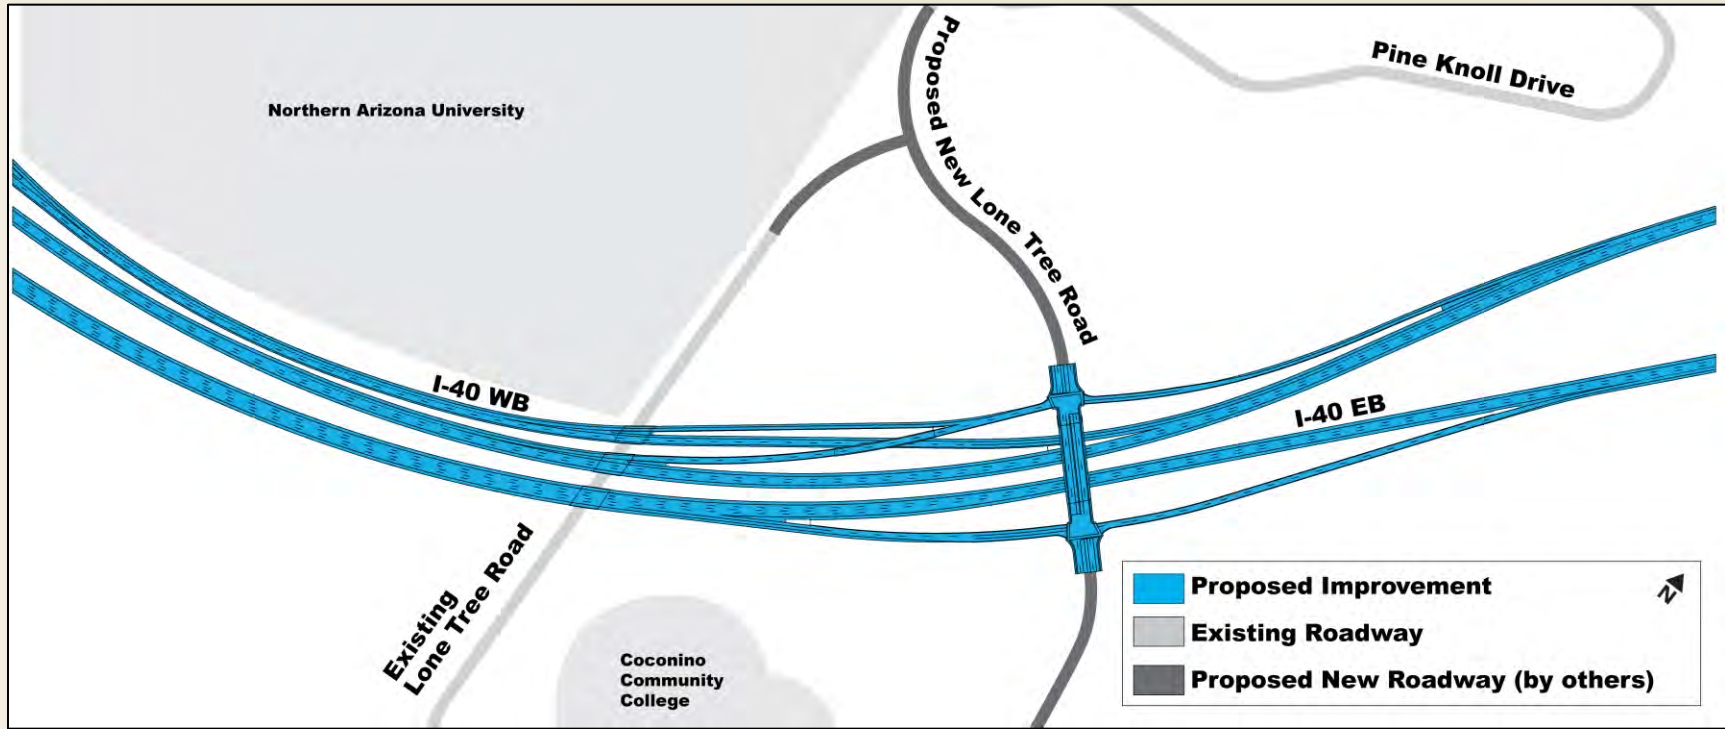 Northern Arizona University
Proposed New Lone Tree Road
Pine Knoll Drive
I-40 WB
I-40 EB
Existing
Lone Tree Road
Coconino
Community
College
Proposed Improvement
N
Existing Roadway
Proposed New Roadway (by others)